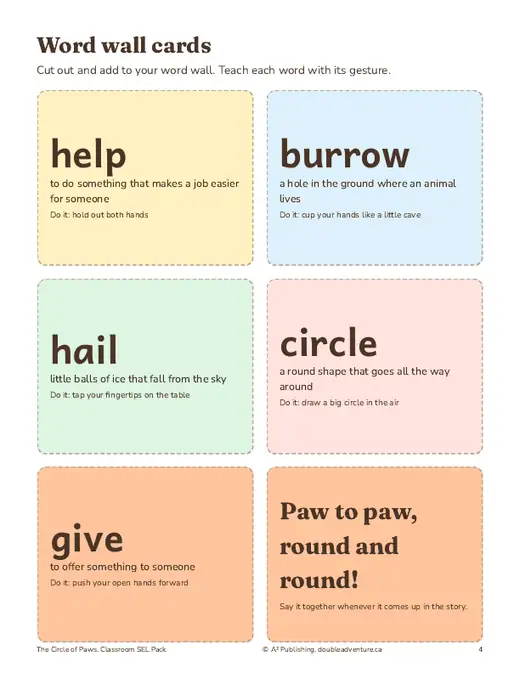 Word wall cards
Cut out and add to your word wall. Teach each word with its gesture.
help
to do something that makes a job easier
for someone
Do it: hold out both hands
burrow
a hole in the ground where an animal
lives
Do it: cup your hands like a little cave
hail
little balls of ice that fall from the sky
Do it: tap your fingertips on the table
circle
a round shape that goes all the way
around
Do it: draw a big circle in the air
give
to offer something to someone
Do it: push your open hands forward
Paw to paw,
round and
round!
Say it together whenever it comes up in the story.
The Circle of Paws. Classroom SEL Pack
© A² Publishing, doubleadventure.ca
4